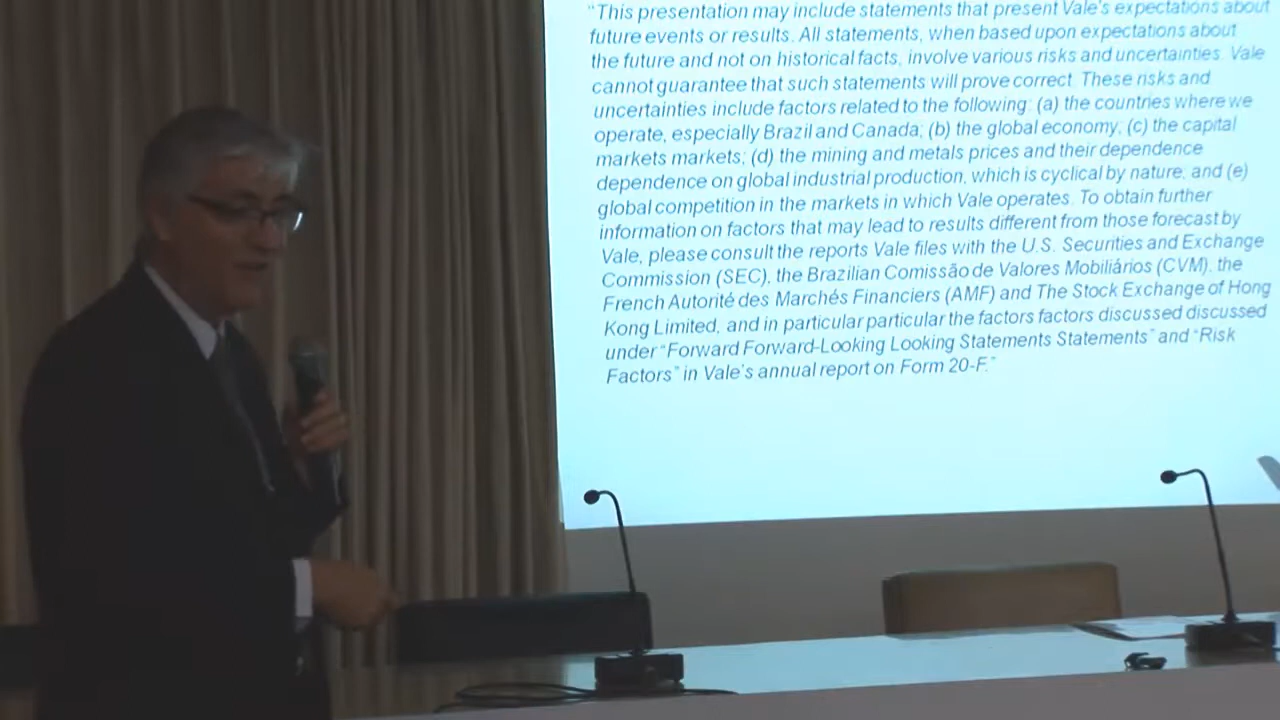 “This presentation may include statements that present Vale's expectations about
future events or results. All statements, when based upon expectations about
the future and not on historical facts, involve various risks and uncertainties. Vale
cannot guarantee that such statements will prove correct. These risks and
uncertainties include factors related to the following: (a) the countries where we
operate, especially Brazil and Canada; (b) the global economy; (c) the capital
markets markets; (d) the mining and metals prices and their dependence
dependence on global industrial production, which is cyclical by nature; and (e)
global competition in the markets in which Vale operates. To obtain further
information on factors that may lead to results different from those forecast by
Vale, please consult the reports Vale files with the U.S. Securities and Exchange
Commission (SEC), the Brazilian Comissão de Valores Mobiliários (CVM), the
French Autorité des Marchés Financiers (AMF) and The Stock Exchange of Hong
Kong Limited, and in particular particular the factors factors discussed discussed
under “Forward Forward-Looking Looking Statements Statements” and “Risk
Factors” in Vale's annual report on Form 20-F.”